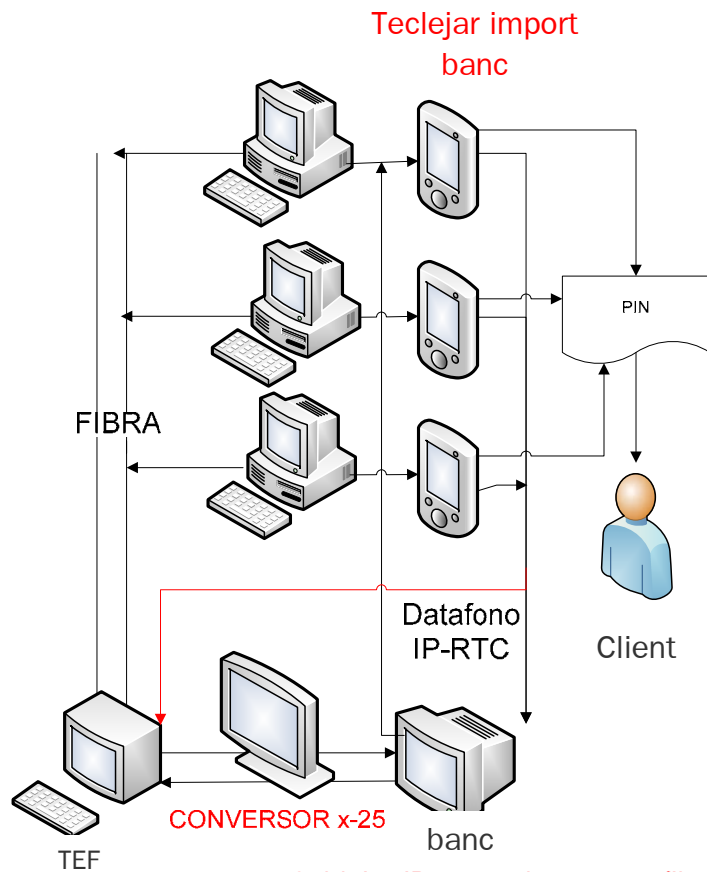 Teclejar import
banc
PIN
FIBRA
Datafono
IP-RTC
Client
CONVERSOR x-25
banc
TEF